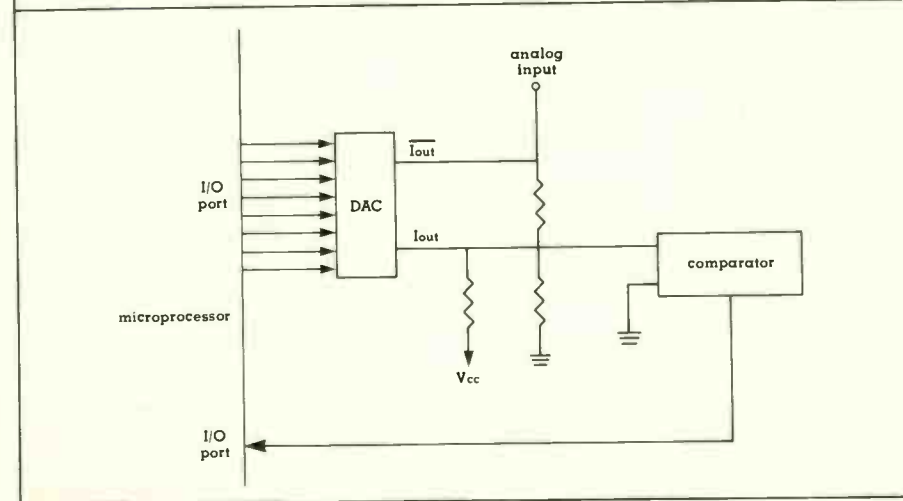 analog
input
Iout
I/O
port
DAC
Iout
comparator
microprocessor
Vcc
I/O
port